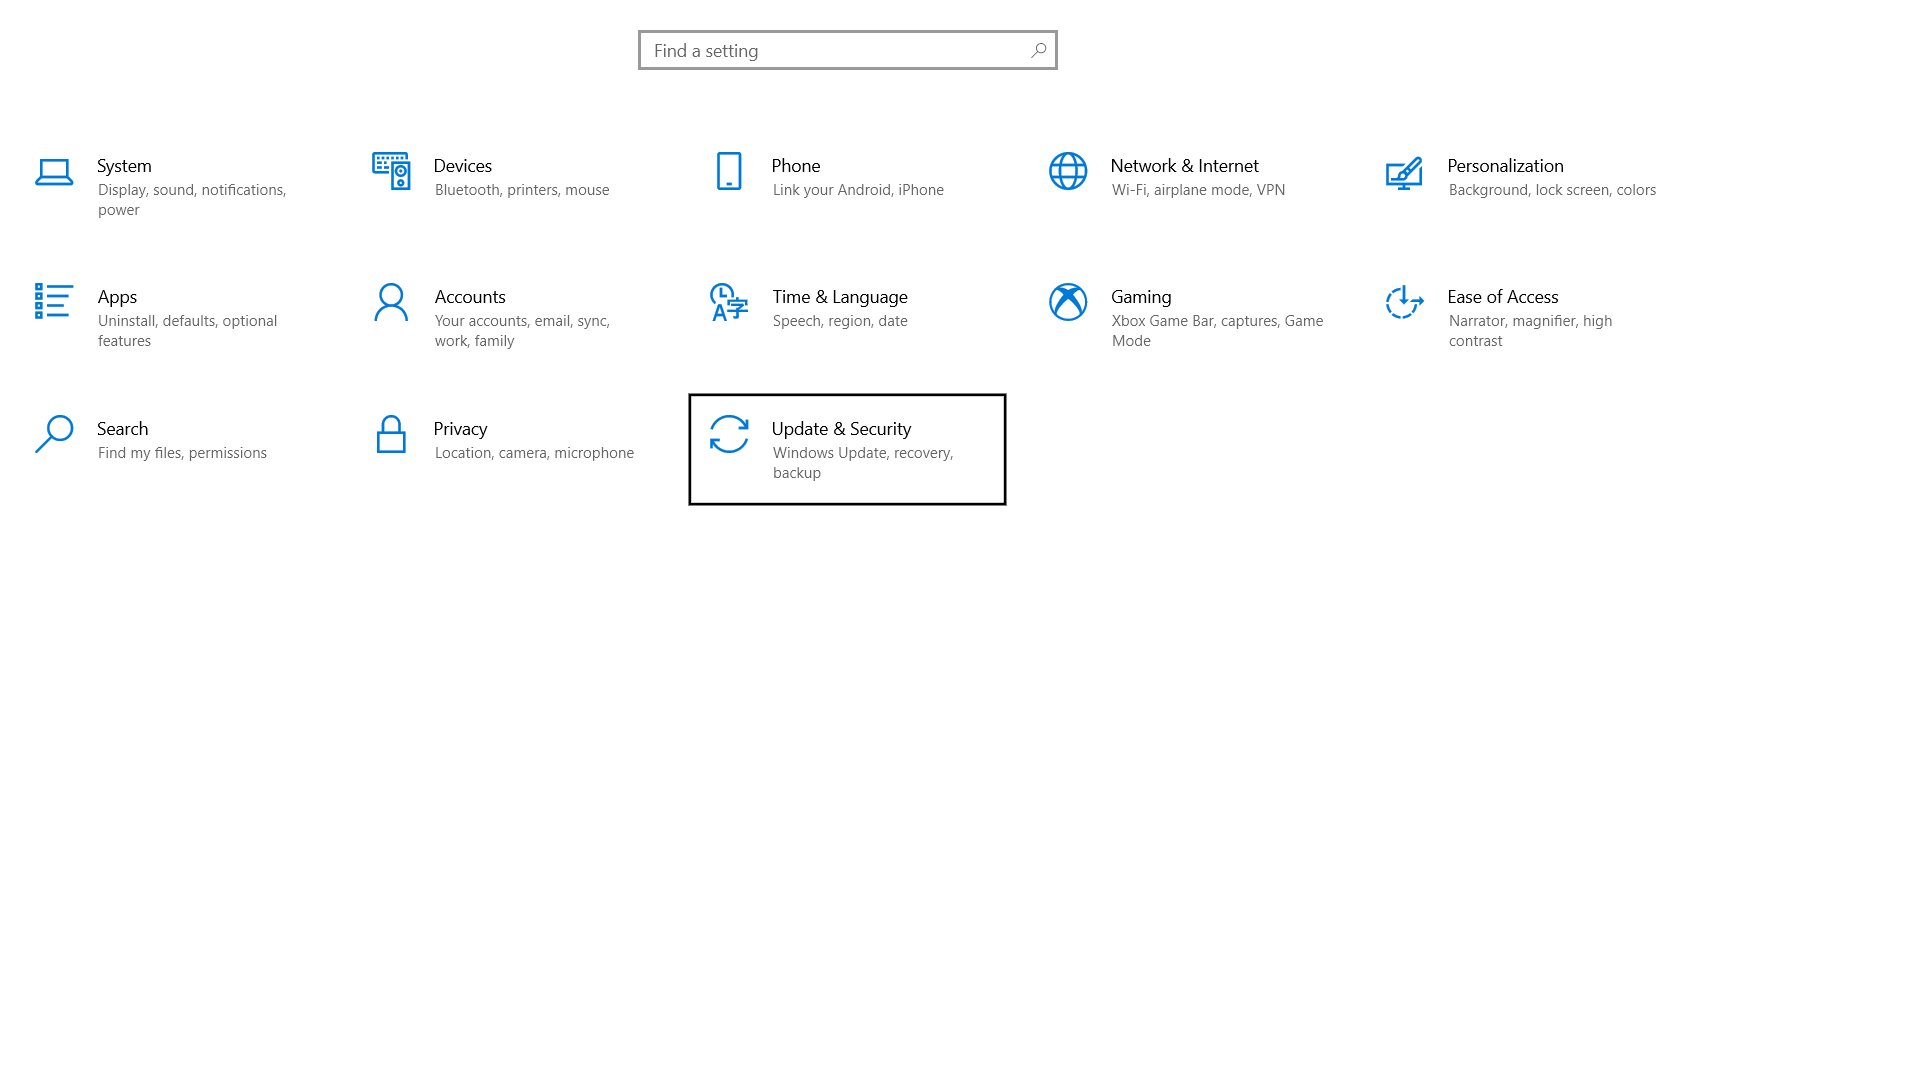 Find a setting
System
Display, sound, notifications,
power
Devices
Bluetooth, printers, mouse
Phone
Link your Android, iPhone
Network & Internet
Wi-Fi, airplane mode, VPN
Personalization
Background, lock screen, colors
Apps
Uninstall, defaults, optional
features
Accounts
Your accounts, email, sync,
work, family
Time & Language
Speech, region, date
Gaming
Xbox Game Bar, captures, Game
Mode
Ease of Access
Narrator, magnifier, high
contrast
Search
Find my files, permissions
Privacy
Location, camera, microphone
Update & Security
Windows Update, recovery,
backup